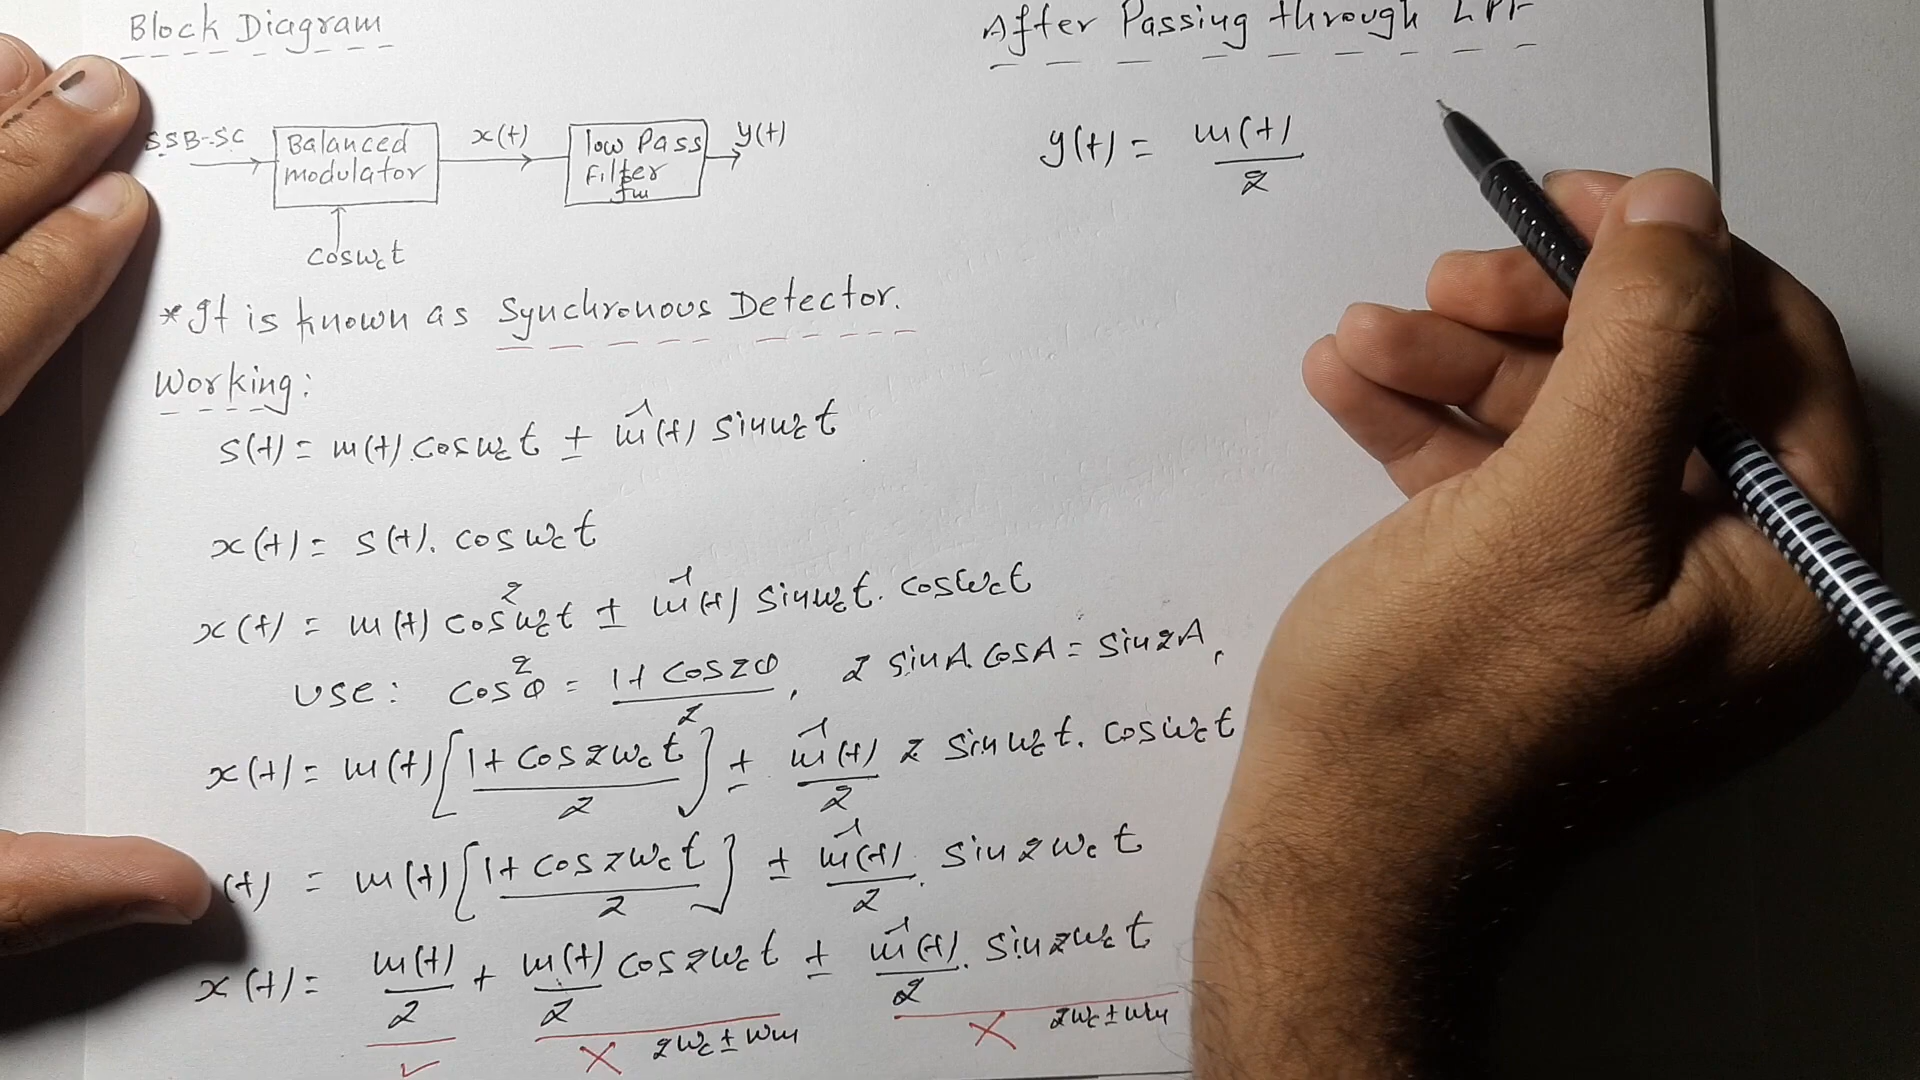 Block Diagram
SSB-SC
Balanced modulator
x(t)
low Pass Filter fm
y(t)
cosωct
*It is known as Synchronous Detector.
Working:
s(t) = m(t).cosωct ± m̂(t) sinωct
x(t) = s(t). cosωct
x(t) = m(t) cos²ωct ± m̂(t) sinωct. cosωct
USE: cos²θ = (1+cos2θ)/2, 2 sinA cosA = sin2A,
x(t) = m(t)[(1+cos2ωct)/2] ± m̂(t)/2 2 sinωct. cosωct
(t) = m(t)[(1+cos2ωct)/2] ± m̂(t)/2. sin2ωct
x(t) = m(t)/2 + m(t)/2 cos2ωct ± m̂(t)/2. sin2ωct
2ωc±ωm
2ωc±ωm
After Passing through LPF
y(t) = m(t)/2